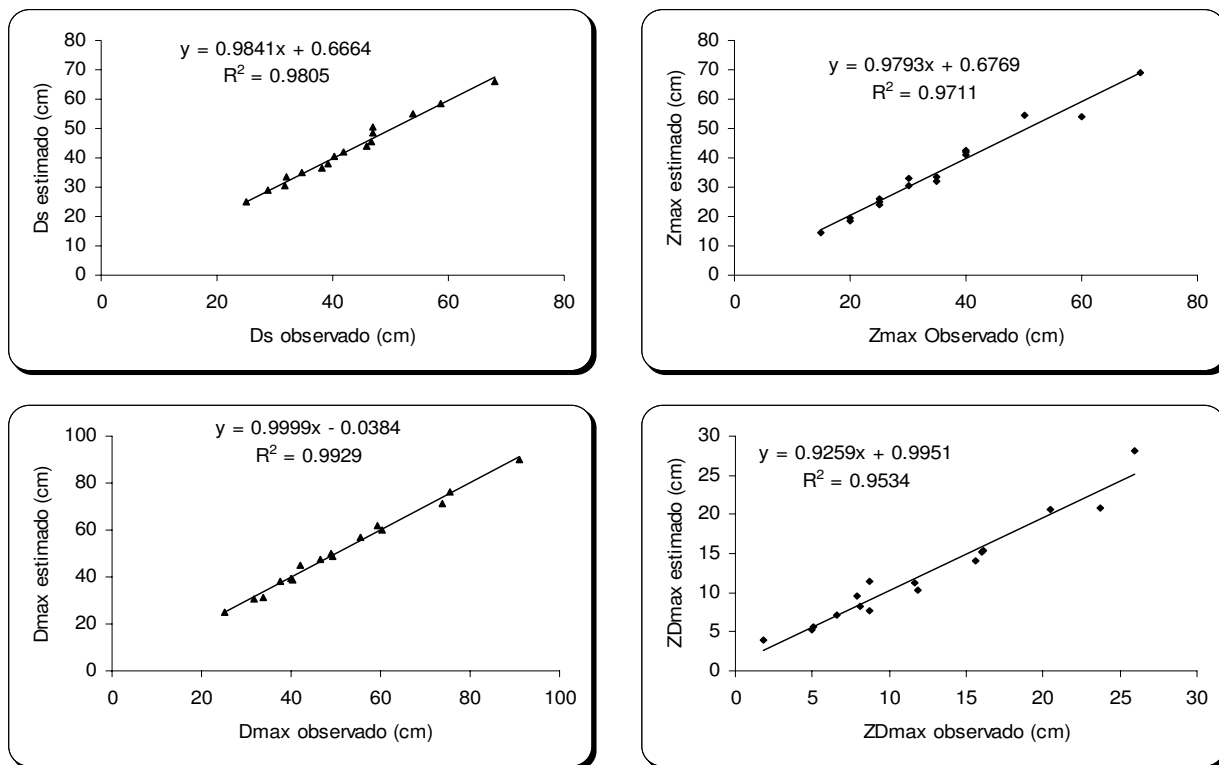 y = 0.9841x + 0.6664
R² = 0.9805
80
70
60
50
40
30
20
10
0
0 20 40 60 80
Ds estimado (cm)
Ds observado (cm)
y = 0.9793x + 0.6769
R² = 0.9711
80
70
60
50
40
30
20
10
0
0 20 40 60 80
Zmax estimado (cm)
Zmax Observado (cm)
y = 0.9999x - 0.0384
R² = 0.9929
100
80
60
40
20
0
0 20 40 60 80 100
Dmax estimado (cm)
Dmax observado (cm)
y = 0.9259x + 0.9951
R² = 0.9534
30
25
20
15
10
5
0
0 5 10 15 20 25 30
ZDmax estimado (cm)
ZDmax observado (cm)